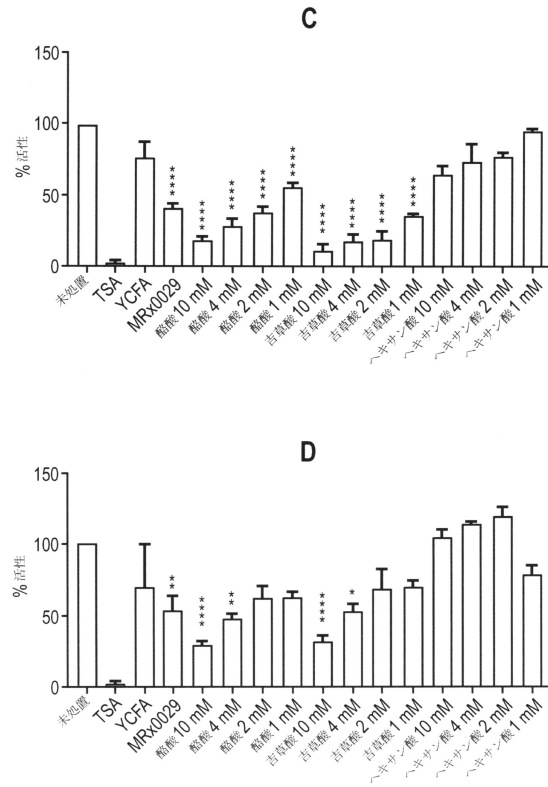 C
150
100
50
0
% 活性
****
****
****
****
****
****
****
****
****
未処置
TSA
YCFA
MRx0029
酪酸 10 mM
酪酸 4 mM
酪酸 2 mM
酪酸 1 mM
吉草酸 10 mM
吉草酸 4 mM
吉草酸 2 mM
吉草酸 1 mM
ヘキサン酸 10 mM
ヘキサン酸 4 mM
ヘキサン酸 2 mM
ヘキサン酸 1 mM
D
150
100
50
0
% 活性
**
****
**
****
*
未処置
TSA
YCFA
MRx0029
酪酸 10 mM
酪酸 4 mM
酪酸 2 mM
酪酸 1 mM
吉草酸 10 mM
吉草酸 4 mM
吉草酸 2 mM
吉草酸 1 mM
ヘキサン酸 10 mM
ヘキサン酸 4 mM
ヘキサン酸 2 mM
ヘキサン酸 1 mM